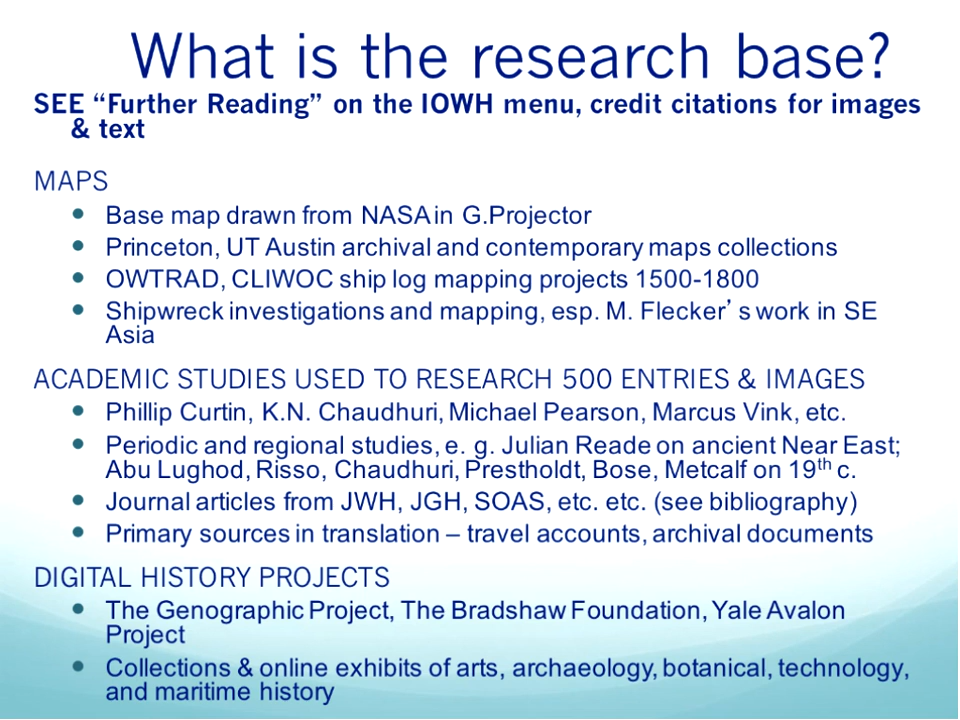 What is the research base?
SEE “Further Reading” on the IOWH menu, credit citations for images
& text
MAPS
• Base map drawn from NASA in G.Projector
• Princeton, UT Austin archival and contemporary maps collections
• OWTRAD, CLIWOC ship log mapping projects 1500-1800
• Shipwreck investigations and mapping, esp. M. Flecker’s work in SE
Asia
ACADEMIC STUDIES USED TO RESEARCH 500 ENTRIES & IMAGES
• Phillip Curtin, K.N. Chaudhuri, Michael Pearson, Marcus Vink, etc.
• Periodic and regional studies, e. g. Julian Reade on ancient Near East;
Abu Lughod, Risso, Chaudhuri, Prestholdt, Bose, Metcalf on 19th c.
• Journal articles from JWH, JGH, SOAS, etc. etc. (see bibliography)
• Primary sources in translation – travel accounts, archival documents
DIGITAL HISTORY PROJECTS
• The Genographic Project, The Bradshaw Foundation, Yale Avalon
Project
• Collections & online exhibits of arts, archaeology, botanical, technology,
and maritime history